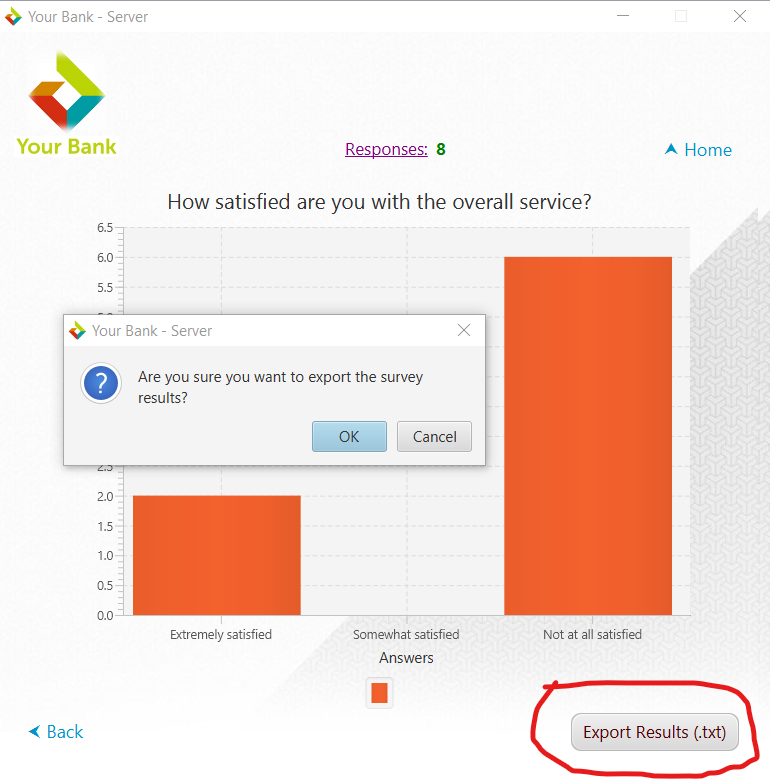 Your Bank - Server
Your Bank
Responses: 8
Home
How satisfied are you with the overall service?
6.5
6.0
5.5
Your Bank - Server
Are you sure you want to export the survey
results?
OK Cancel
2.0
1.5
1.0
0.5
0.0
Extremely satisfied Somewhat satisfied Not at all satisfied
Answers
Back
Export Results (.txt)